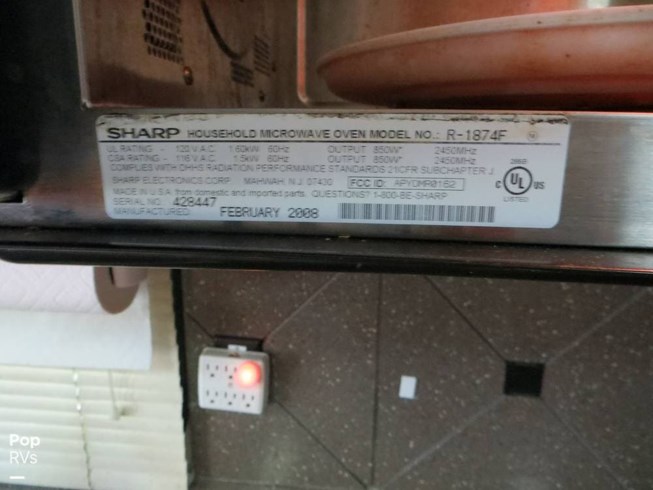 SHARP HOUSEHOLD MICROWAVE OVEN MODEL NO.: R-1874F
UL RATING - 120 V.A.C. 1.60kW 60Hz OUTPUT 850W* 2450MHz
CSA RATING - 116 V.A.C. 1.5kW 60Hz OUTPUT 850W* 2450MHz
COMPLIES WITH DHHS RADIATION PERFORMANCE STANDARDS 21CFR SUBCHAPTER J.
SHARP ELECTRONICS CORP. MAHWAH, N.J. 07430 FCC ID:
MADE IN U.S.A. from domestic and imported parts. QUESTIONS? 1-800-BE-SHARP
SERIAL NO. 428447
MANUFACTURED: FEBRUARY 2008
C UL US
LISTED
Pop
RVs